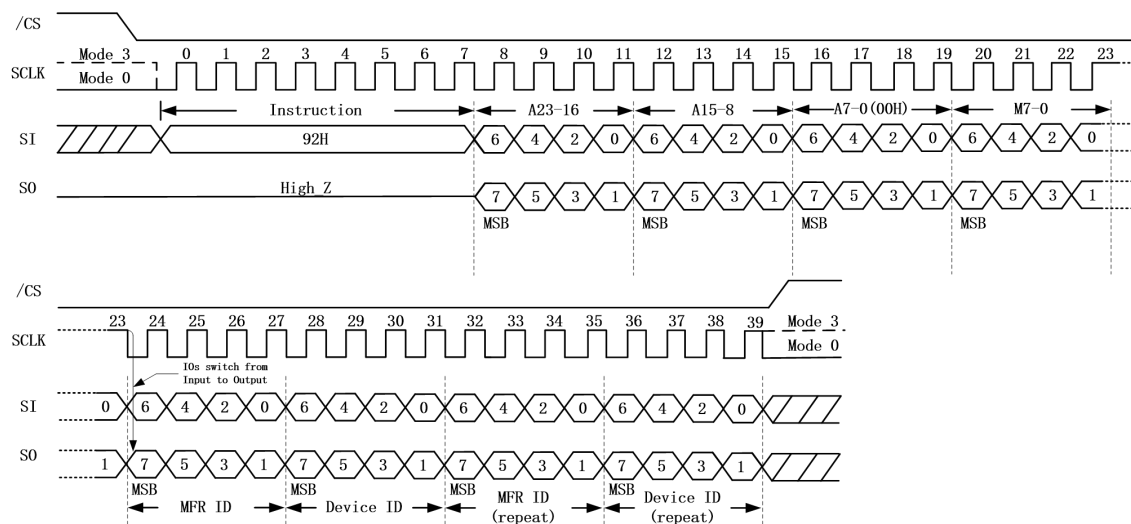 /CS
Mode 3 0 1 2 3 4 5 6 7 8 9 10 11 12 13 14 15 16 17 18 19 20 21 22 23
SCLK
Mode 0
Instruction A23-16 A15-8 A7-0(00H) M7-0
SI 92H 6 4 2 0 6 4 2 0 6 4 2 0 6 4 2 0
SO High_Z 7 5 3 1 7 5 3 1 7 5 3 1 7 5 3 1
MSB MSB MSB MSB
/CS
23 24 25 26 27 28 29 30 31 32 33 34 35 36 37 38 39 Mode 3
SCLK
Mode 0
IOs switch from
Input to Output
SI 0 6 4 2 0 6 4 2 0 6 4 2 0 6 4 2 0
SO 1 7 5 3 1 7 5 3 1 7 5 3 1 7 5 3 1
MSB MSB MSB MSB
MFR ID Device ID MFR ID (repeat) Device ID (repeat)